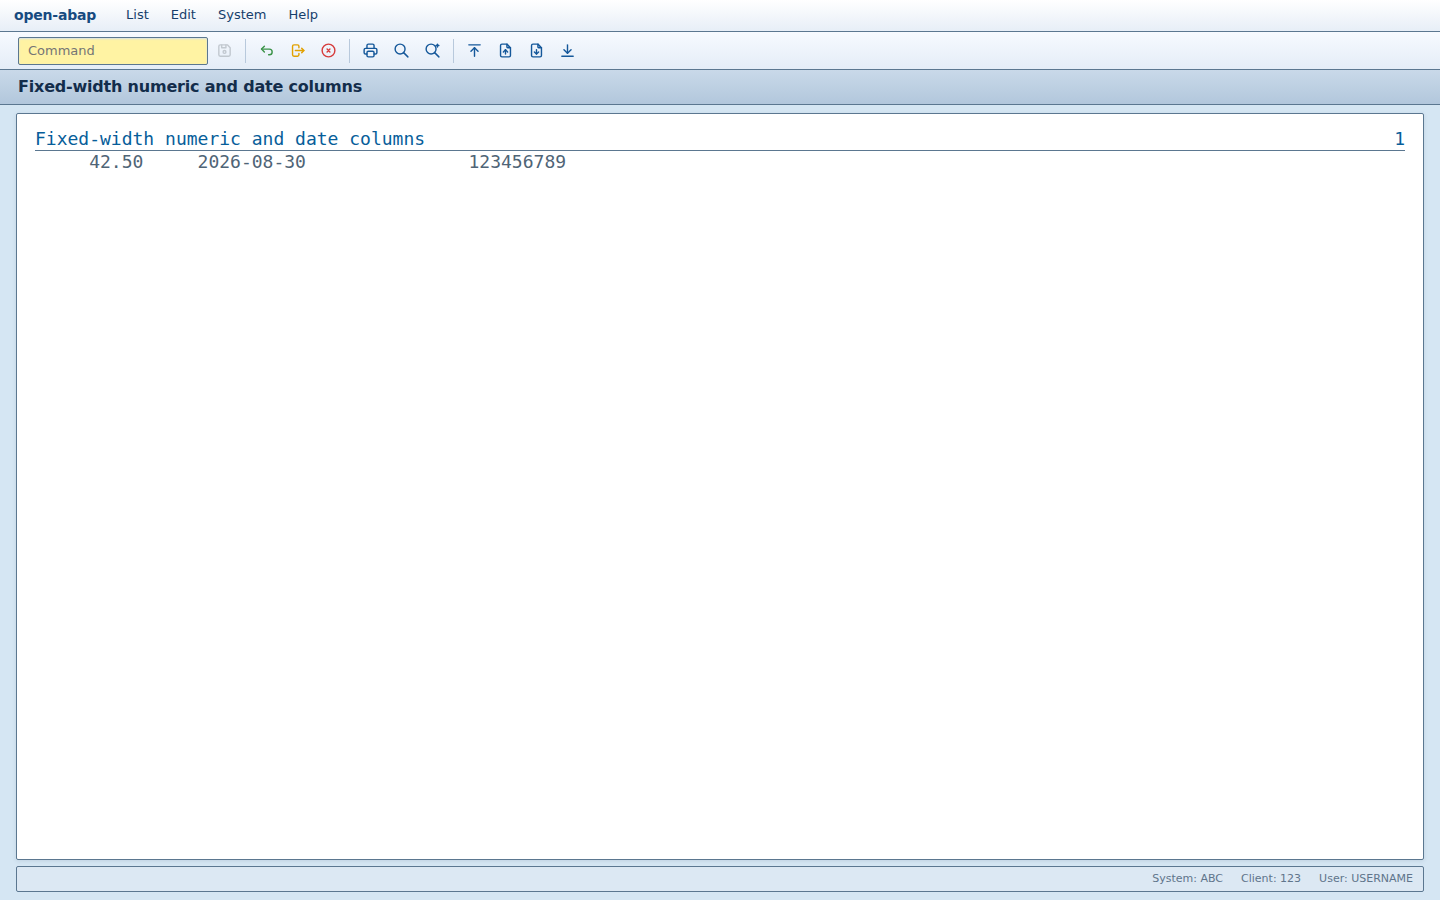 open-abap List Edit System Help
Command
Fixed-width numeric and date columns
Fixed-width numeric and date columns 1
42.50 2026-08-30 123456789
System: ABC Client: 123 User: USERNAME